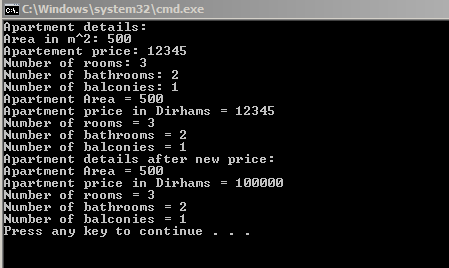 C:\Windows\system32\cmd.exe
Apartment details:
Area in m^2: 500
Apartement price: 12345
Number of rooms: 3
Number of bathrooms: 2
Number of balconies: 1
Apartment Area = 500
Apartment price in Dirhams = 12345
Number of rooms = 3
Number of bathrooms = 2
Number of balconies = 1
Apartment details after new price:
Apartment Area = 500
Apartment price in Dirhams = 100000
Number of rooms = 3
Number of bathrooms = 2
Number of balconies = 1
Press any key to continue . . .